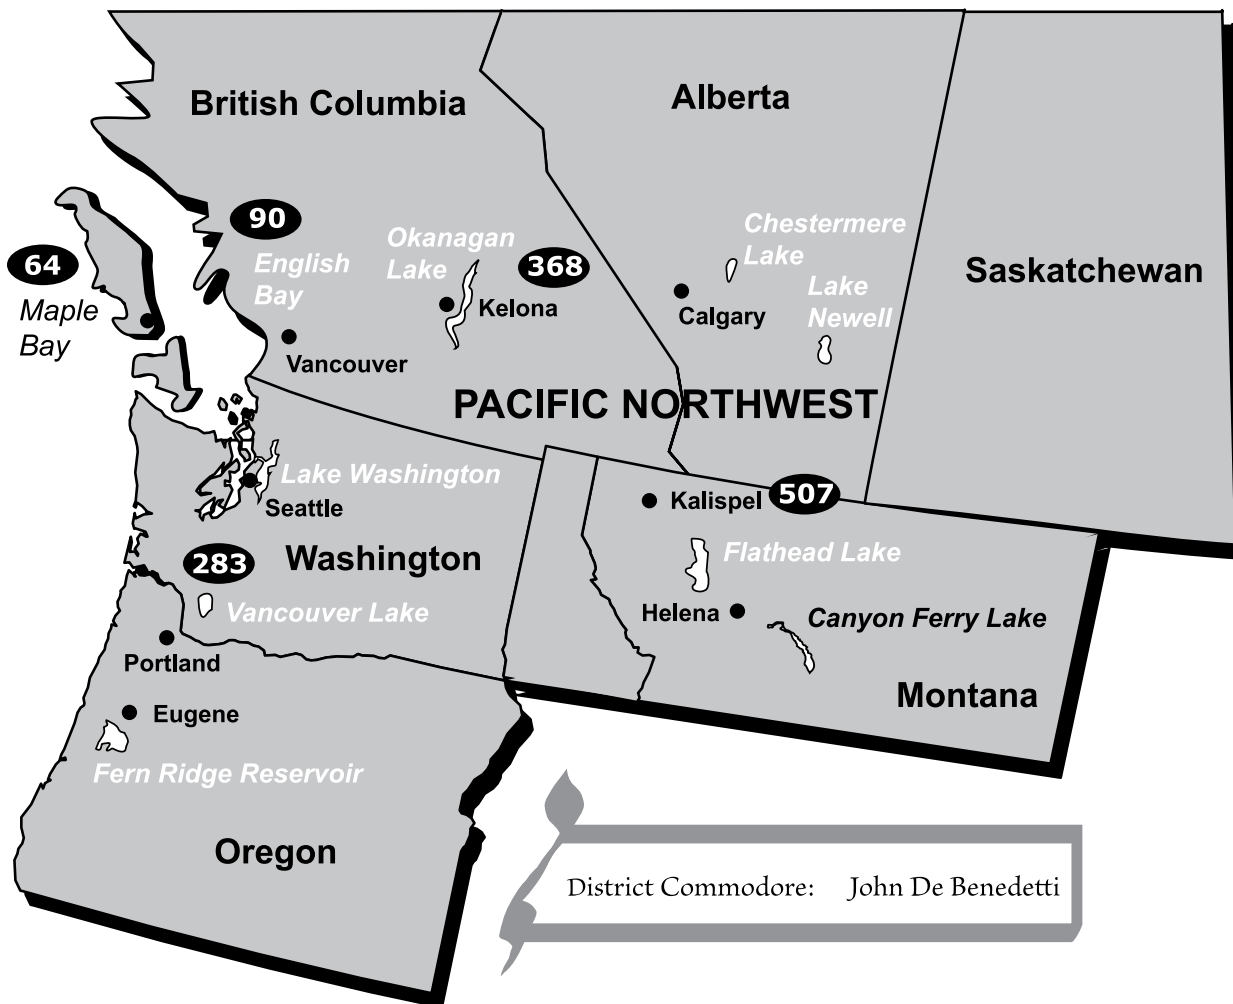 British Columbia
Alberta
90
Okanagan
Lake
368
Chestermere
Lake
64
English
Bay
Saskatchewan
Lake
Newell
Maple
Bay
Kelona
Calgary
Vancouver
PACIFIC NORTHWEST
Lake Washington
Seattle
Kalispel
507
283
Washington
Flathead Lake
Vancouver Lake
Helena
Canyon Ferry Lake
Portland
Montana
Eugene
Fern Ridge Reservoir
Oregon
District Commodore: John De Benedetti